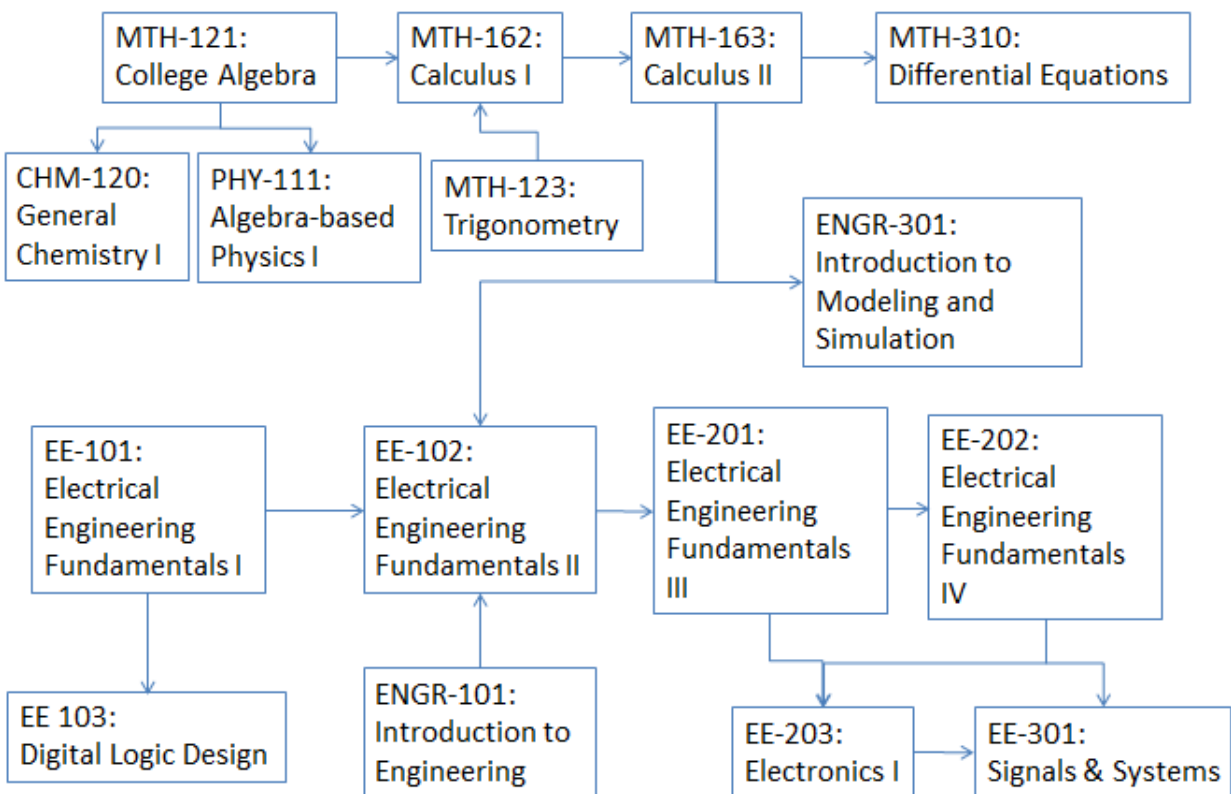 MTH-121:
College Algebra
MTH-162:
Calculus I
MTH-163:
Calculus II
MTH-310:
Differential Equations
CHM-120:
General
Chemistry I
PHY-111:
Algebra-based
Physics I
MTH-123:
Trigonometry
ENGR-301:
Introduction to
Modeling and
Simulation
EE-101:
Electrical
Engineering
Fundamentals I
EE-102:
Electrical
Engineering
Fundamentals II
EE-201:
Electrical
Engineering
Fundamentals
III
EE-202:
Electrical
Engineering
Fundamentals
IV
EE 103:
Digital Logic Design
ENGR-101:
Introduction to
Engineering
EE-203:
Electronics I
EE-301:
Signals & Systems